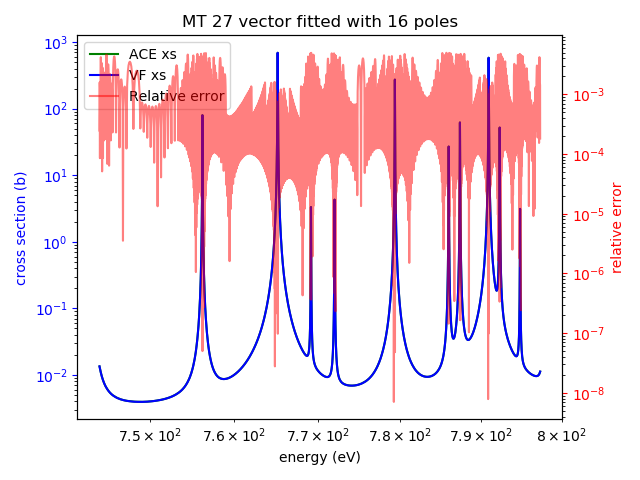 MT 27 vector fitted with 16 poles
ACE xs
VF xs
Relative error
10³
10²
10¹
10⁰
10⁻¹
10⁻²
cross section (b)
10⁻³
10⁻⁴
10⁻⁵
10⁻⁶
10⁻⁷
10⁻⁸
relative error
7.5 × 10² 7.6 × 10² 7.7 × 10² 7.8 × 10² 7.9 × 10² 8 × 10²
energy (eV)